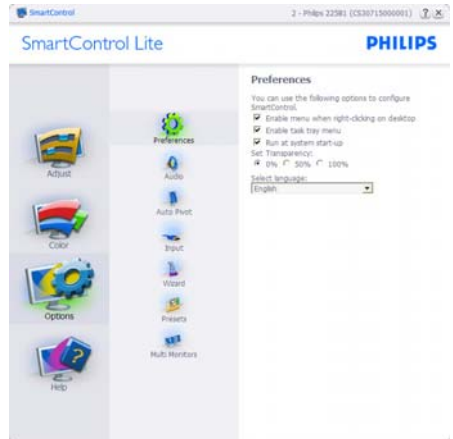 SmartControl
2 - Philips 225B1 (CS30715000001)
SmartControl Lite
PHILIPS
Adjust
Color
Options
Help
Preferences
Audio
Auto Pivot
Input
Wizard
Presets
Multi Monitors
Preferences
You can use the following options to configure
SmartControl.
Enable menu when right-clicking on desktop
Enable task tray menu
Run at system start-up
Set Transparency:
0% 50% 100%
Select language:
English